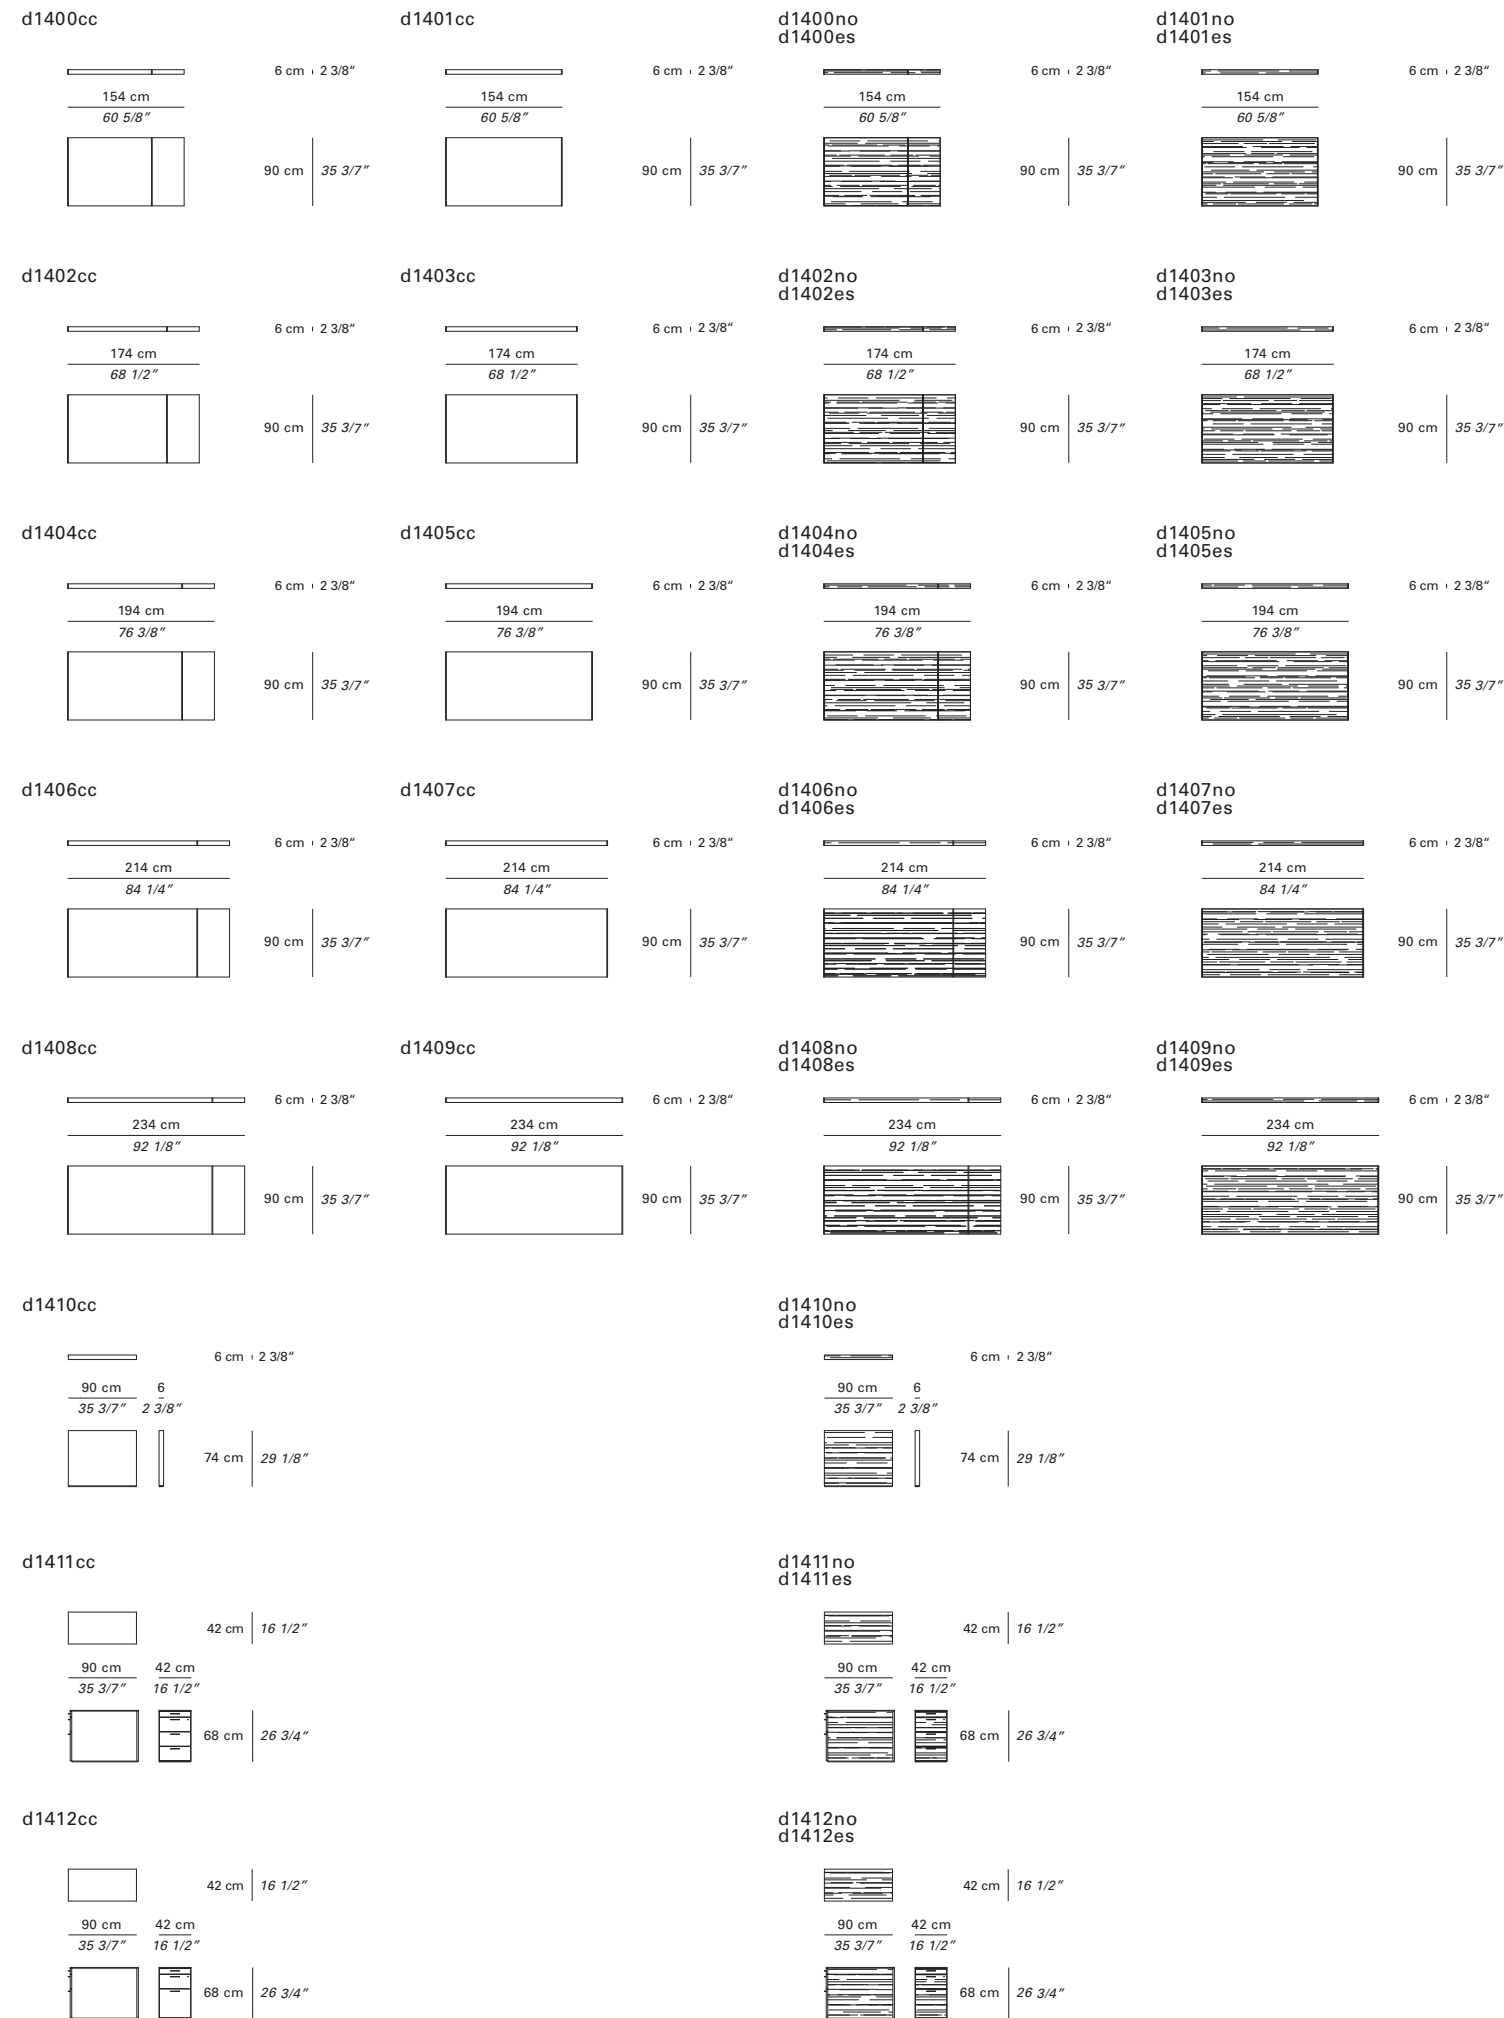 d1400cc d1401cc d1400no d1401no
d1400es d1401es
6 cm 2 3/8“ 6 cm 2 3/8“ 6 cm 2 3/8“ 6 cm 2 3/8“
154 cm 154 cm 154 cm 154 cm
60 5/8” 60 5/8” 60 5/8” 60 5/8”
90 cm 35 3/7” 90 cm 35 3/7” 90 cm 35 3/7” 90 cm 35 3/7”
d1402cc d1403cc d1402no d1403no
d1402es d1403es
6 cm 2 3/8“ 6 cm 2 3/8“ 6 cm 2 3/8“ 6 cm 2 3/8“
174 cm 174 cm 174 cm 174 cm
68 1/2” 68 1/2” 68 1/2” 68 1/2”
90 cm 35 3/7” 90 cm 35 3/7” 90 cm 35 3/7” 90 cm 35 3/7”
d1404cc d1405cc d1404no d1405no
d1404es d1405es
6 cm 2 3/8“ 6 cm 2 3/8“ 6 cm 2 3/8“ 6 cm 2 3/8“
194 cm 194 cm 194 cm 194 cm
76 3/8” 76 3/8” 76 3/8” 76 3/8”
90 cm 35 3/7” 90 cm 35 3/7” 90 cm 35 3/7” 90 cm 35 3/7”
d1406cc d1407cc d1406no d1407no
d1406es d1407es
6 cm 2 3/8“ 6 cm 2 3/8“ 6 cm 2 3/8“ 6 cm 2 3/8“
214 cm 214 cm 214 cm 214 cm
84 1/4” 84 1/4” 84 1/4” 84 1/4”
90 cm 35 3/7” 90 cm 35 3/7” 90 cm 35 3/7” 90 cm 35 3/7”
d1408cc d1409cc d1408no d1409no
d1408es d1409es
6 cm 2 3/8“ 6 cm 2 3/8“ 6 cm 2 3/8“ 6 cm 2 3/8“
234 cm 234 cm 234 cm 234 cm
92 1/8” 92 1/8” 92 1/8” 92 1/8”
90 cm 35 3/7” 90 cm 35 3/7” 90 cm 35 3/7” 90 cm 35 3/7”
d1410cc d1410no
d1410es
6 cm 2 3/8“ 6 cm 2 3/8“
90 cm 6 90 cm 6
35 3/7” 2 3/8” 35 3/7” 2 3/8”
74 cm 29 1/8” 74 cm 29 1/8”
d1411cc d1411no
d1411es
42 cm 16 1/2” 42 cm 16 1/2”
90 cm 42 cm 90 cm 42 cm
35 3/7” 16 1/2” 35 3/7” 16 1/2”
68 cm 26 3/4” 68 cm 26 3/4”
d1412cc d1412no
d1412es
42 cm 16 1/2” 42 cm 16 1/2”
90 cm 42 cm 90 cm 42 cm
35 3/7” 16 1/2” 35 3/7” 16 1/2”
68 cm 26 3/4” 68 cm 26 3/4”